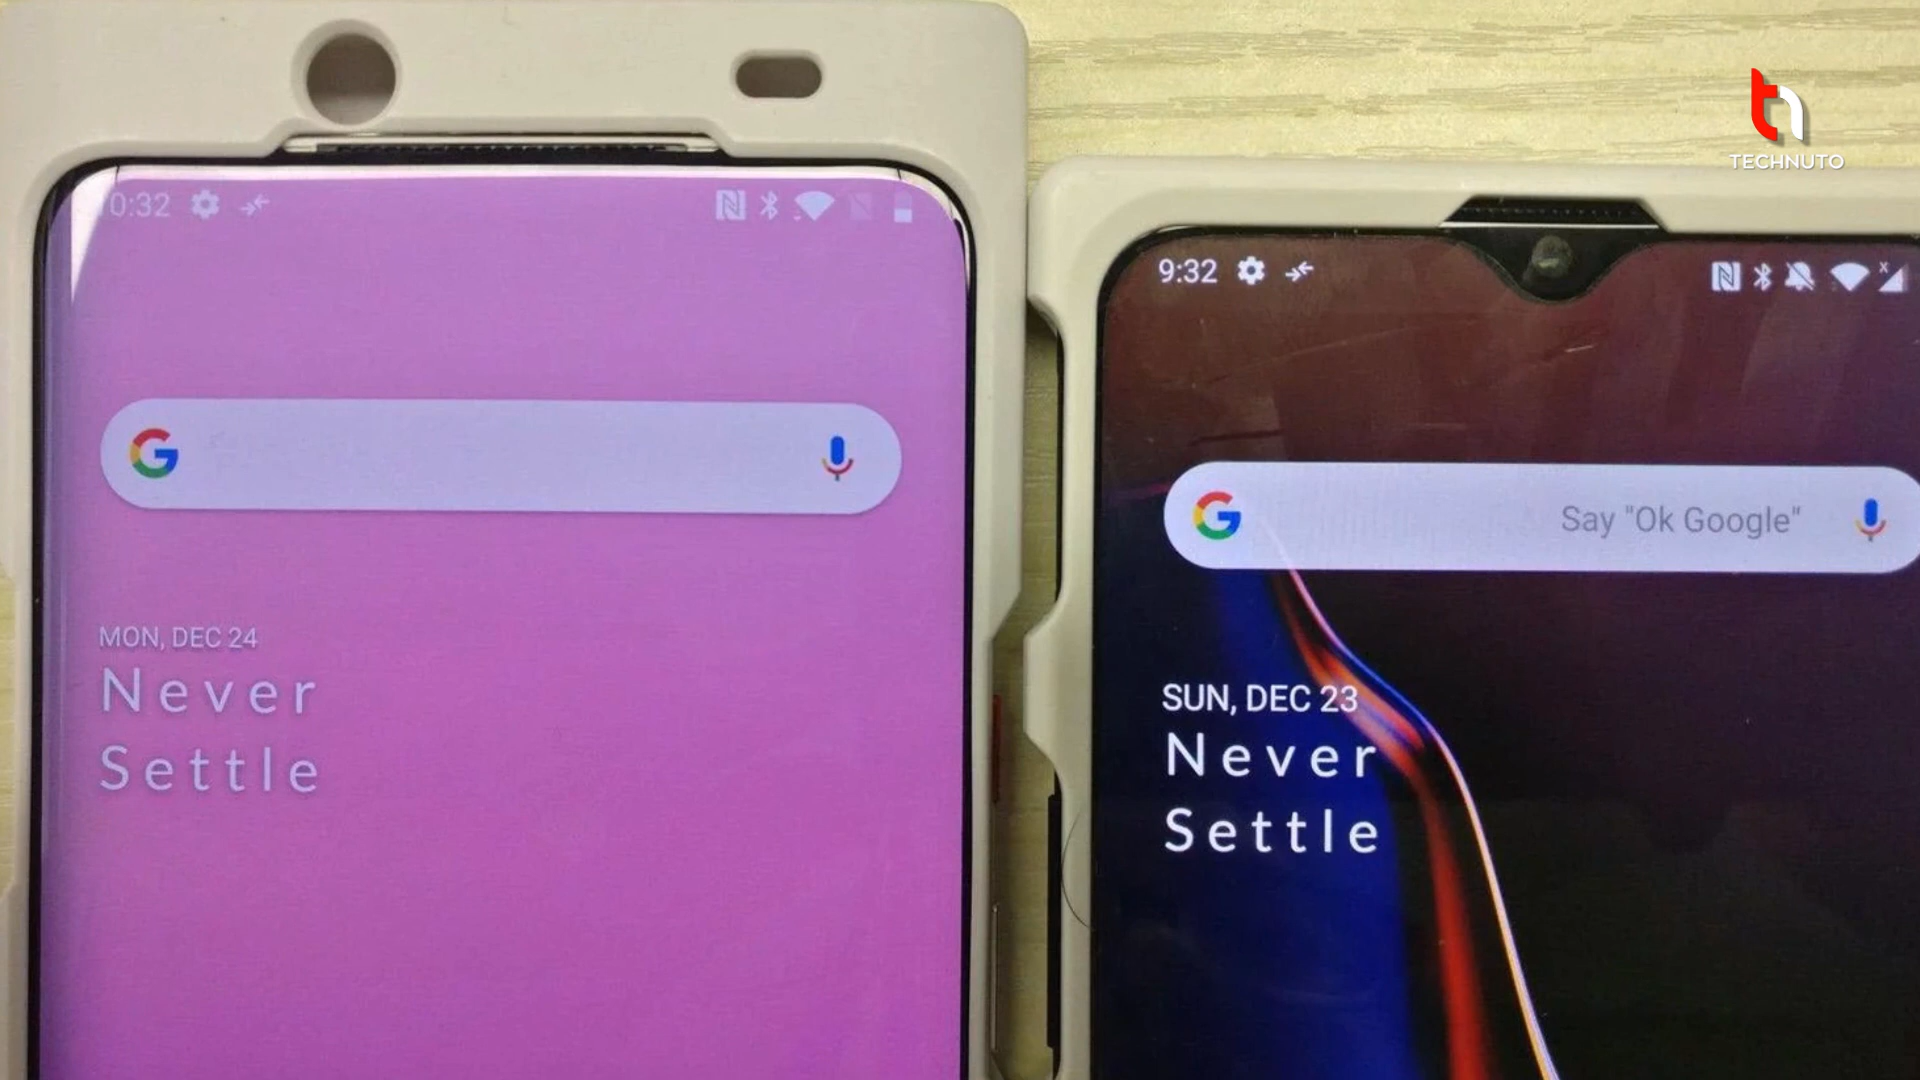 TECHNUTO
0:32
MON, DEC 24
Never
Settle
9:32
Say "Ok Google"
SUN, DEC 23
Never
Settle